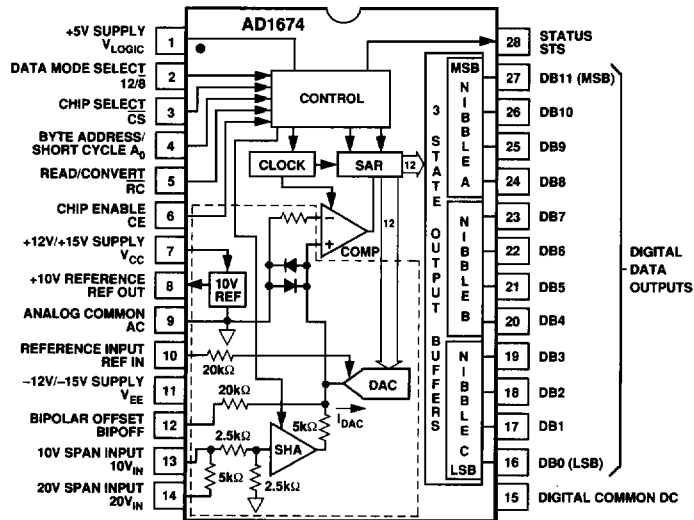 AD1674
+5V SUPPLY
VLOGIC
1
DATA MODE SELECT
12/8̅
2
CHIP SELECT
C̅S̅
3
BYTE ADDRESS/
SHORT CYCLE A0
4
READ/CONVERT
R̅C̅
5
CHIP ENABLE
CE
6
+12V/+15V SUPPLY
VCC
7
+10V REFERENCE
REF OUT
8
ANALOG COMMON
AC
9
REFERENCE INPUT
REF IN
10
−12V/−15V SUPPLY
VEE
11
BIPOLAR OFFSET
BIPOFF
12
10V SPAN INPUT
10VIN
13
20V SPAN INPUT
20VIN
14
CONTROL
CLOCK
SAR
12
12
−
+
COMP
10V
REF
20kΩ
20kΩ
DAC
IDAC
5kΩ
2.5kΩ
SHA
5kΩ
2.5kΩ
3 STATE OUTPUT BUFFERS
MSB
NIBBLE A
NIBBLE B
NIBBLE C
LSB
28
STATUS
STS
27
DB11 (MSB)
26
DB10
25
DB9
24
DB8
23
DB7
22
DB6
21
DB5
20
DB4
19
DB3
18
DB2
17
DB1
16
DB0 (LSB)
15
DIGITAL COMMON DC
DIGITAL
DATA
OUTPUTS